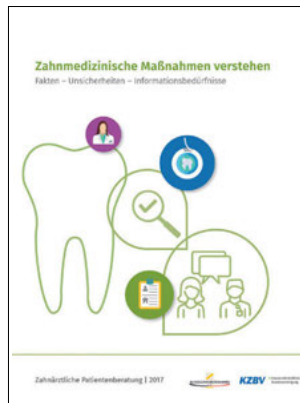 Zahnmedizinische Maßnahmen verstehen
Fakten – Unsicherheiten – Informationsbedürfnisse
Zahnärztliche Patientenberatung | 2017
KZBV